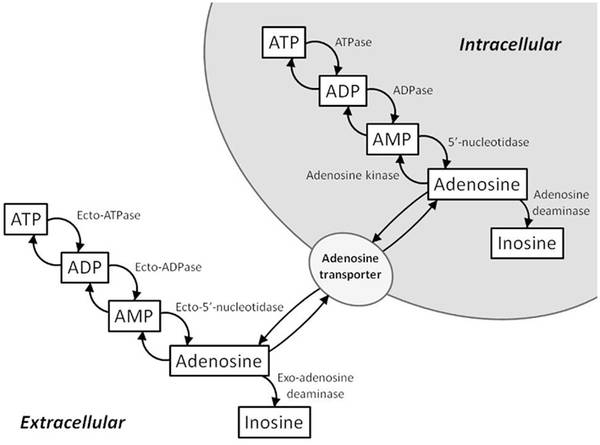 ATP
ATPase
Intracellular
ADP
ADPase
AMP
5′-nucleotidase
Adenosine kinase
Adenosine
Adenosine
deaminase
Inosine
Adenosine
transporter
ATP
Ecto-ATPase
ADP
Ecto-ADPase
AMP
Ecto-5′-nucleotidase
Adenosine
Exo-adenosine
deaminase
Inosine
Extracellular